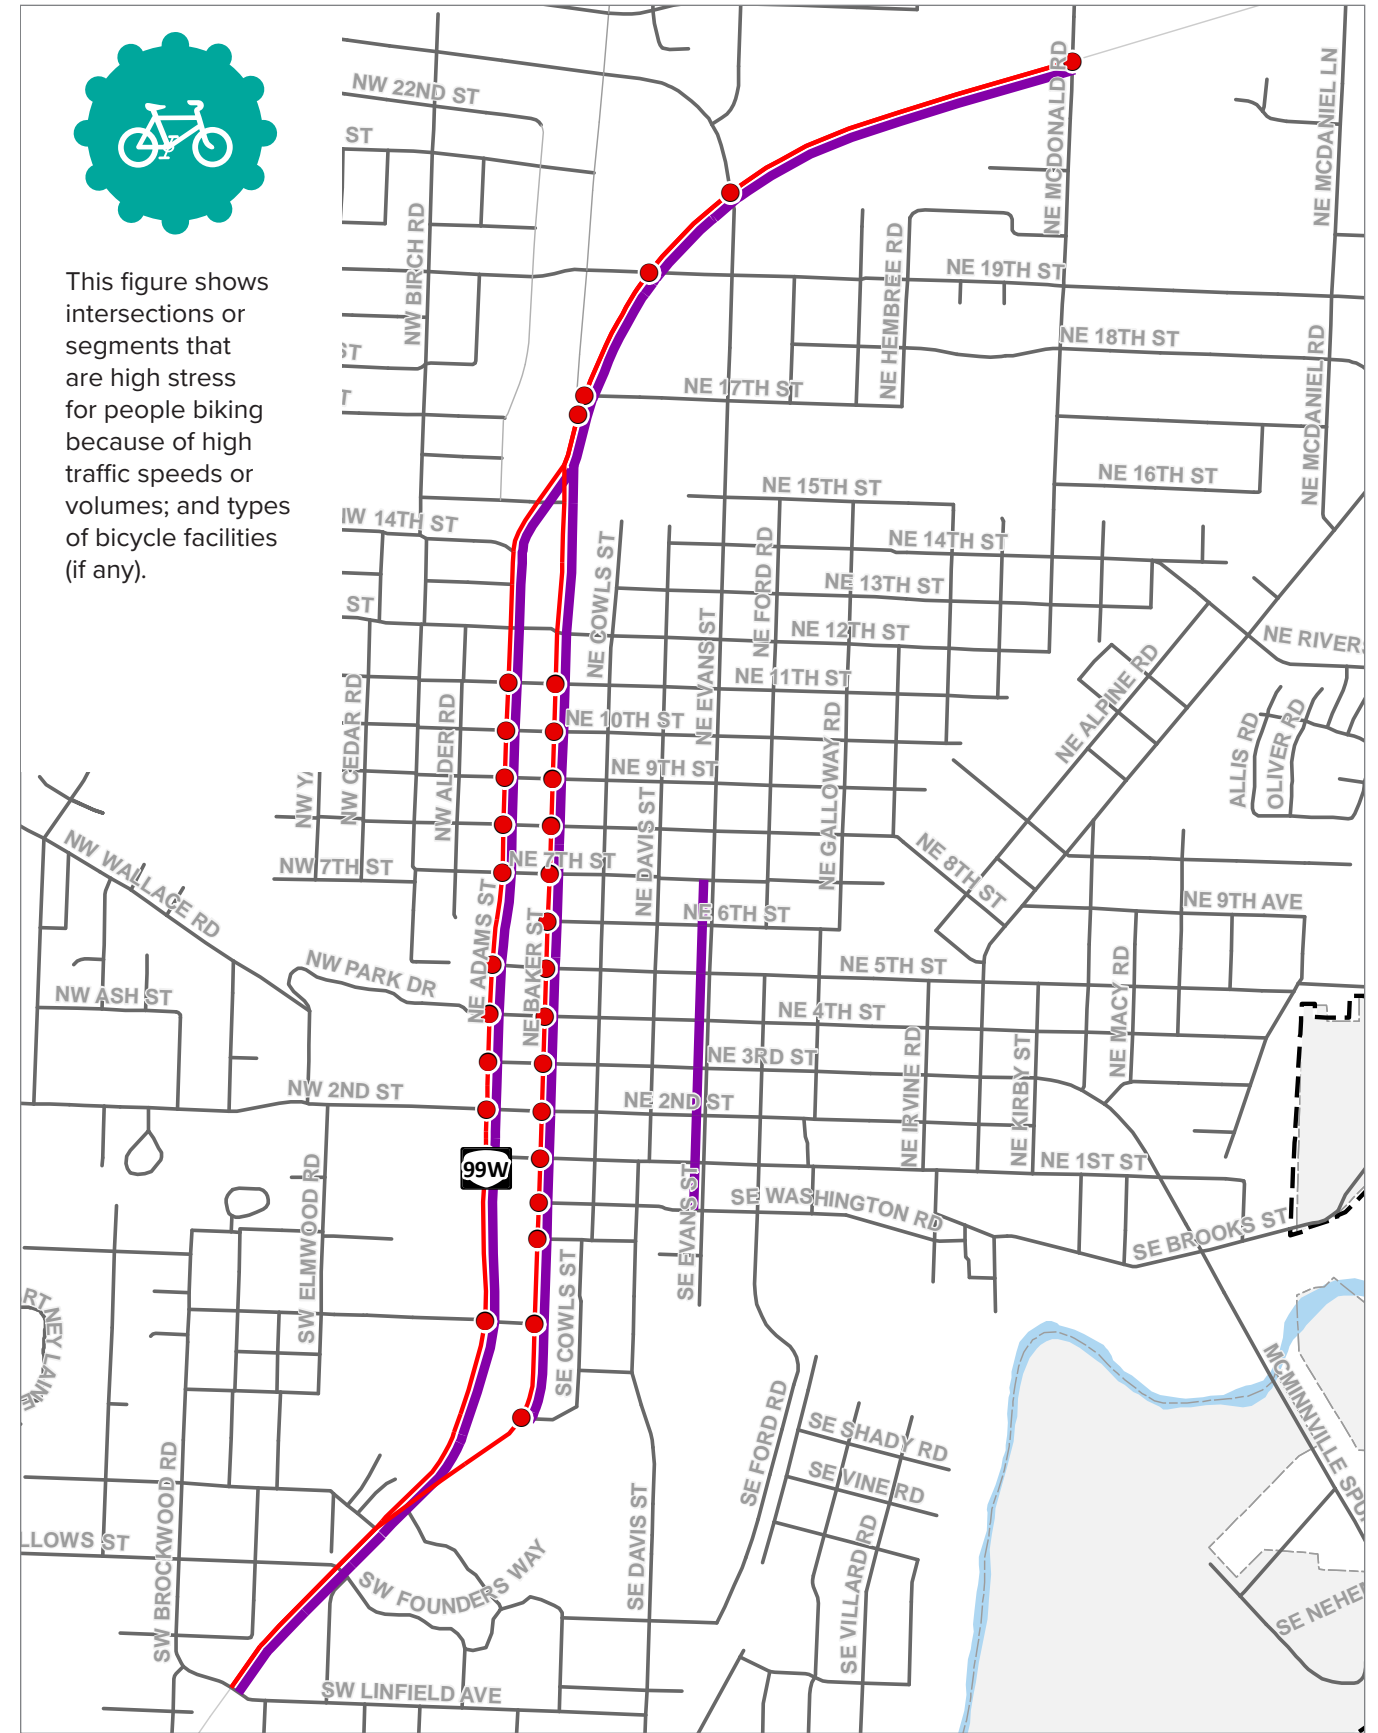 This figure shows
intersections or
segments that
are high stress
for people biking
because of high
traffic speeds or
volumes; and types
of bicycle facilities
(if any).
NW 22ND ST
ST
NW BIRCH RD
ST
NE MCDONALD RD
NE MCDANIEL LN
NE HEMBREE RD
NE 19TH ST
NE 18TH ST
NE 17TH ST
NE MCDANIEL RD
NE 16TH ST
NE 15TH ST
14TH ST
NE 14TH ST
NE COWLS ST
NE FORD RD
NE 13TH ST
ST
NE 12TH ST
NE EVANS ST
NE RIVER
NE 11TH ST
NE ALPINE RD
NW CEDAR RD
NW ALDER RD
NE 10TH ST
NE GALLOWAY RD
ALLIS RD
OLIVER RD
NE 9TH ST
NW
NE DAVIS ST
NW WALLACE RD
NW 7TH ST
NE 7TH ST
NE 8TH ST
NE 9TH AVE
NE 6TH ST
NE ADAMS ST
NE BAKER ST
NW PARK DR
NE 5TH ST
NE MACY RD
NW ASH ST
NE 4TH ST
NE 3RD ST
NE IRVINE RD
NE KIRBY ST
NW 2ND ST
NE 2ND ST
99W
NE 1ST ST
SW ELMWOOD RD
SE EVANS ST
SE WASHINGTON RD
SE BROOKS ST
SE COWLS ST
NEY LAINE
MCMINNVILLE SPU
SE FORD RD
SE SHADY RD
SE VINE RD
SW BROCKWOOD RD
SE DAVIS ST
LLOWS ST
SW FOUNDERS WAY
SE VILLARD RD
SE NEHE
SW LINFIELD AVE